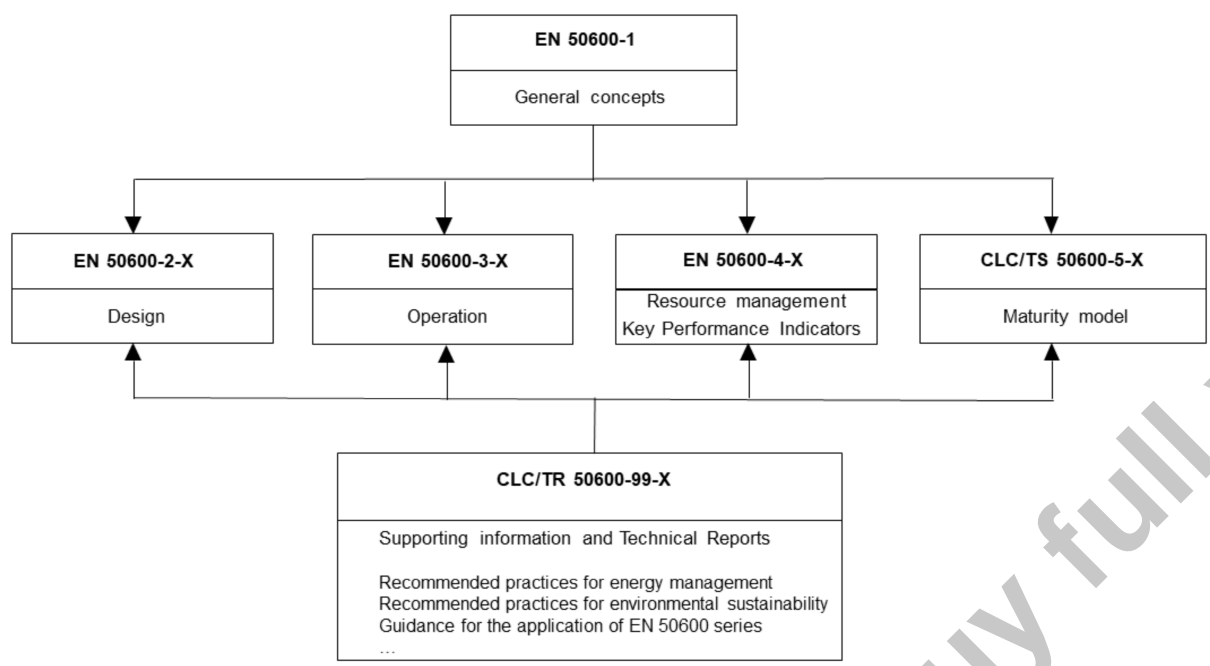 EN 50600-1
General concepts
EN 50600-2-X
Design
EN 50600-3-X
Operation
EN 50600-4-X
Resource management
Key Performance Indicators
CLC/TS 50600-5-X
Maturity model
CLC/TR 50600-99-X
Supporting information and Technical Reports
Recommended practices for energy management
Recommended practices for environmental sustainability
Guidance for the application of EN 50600 series
...
full